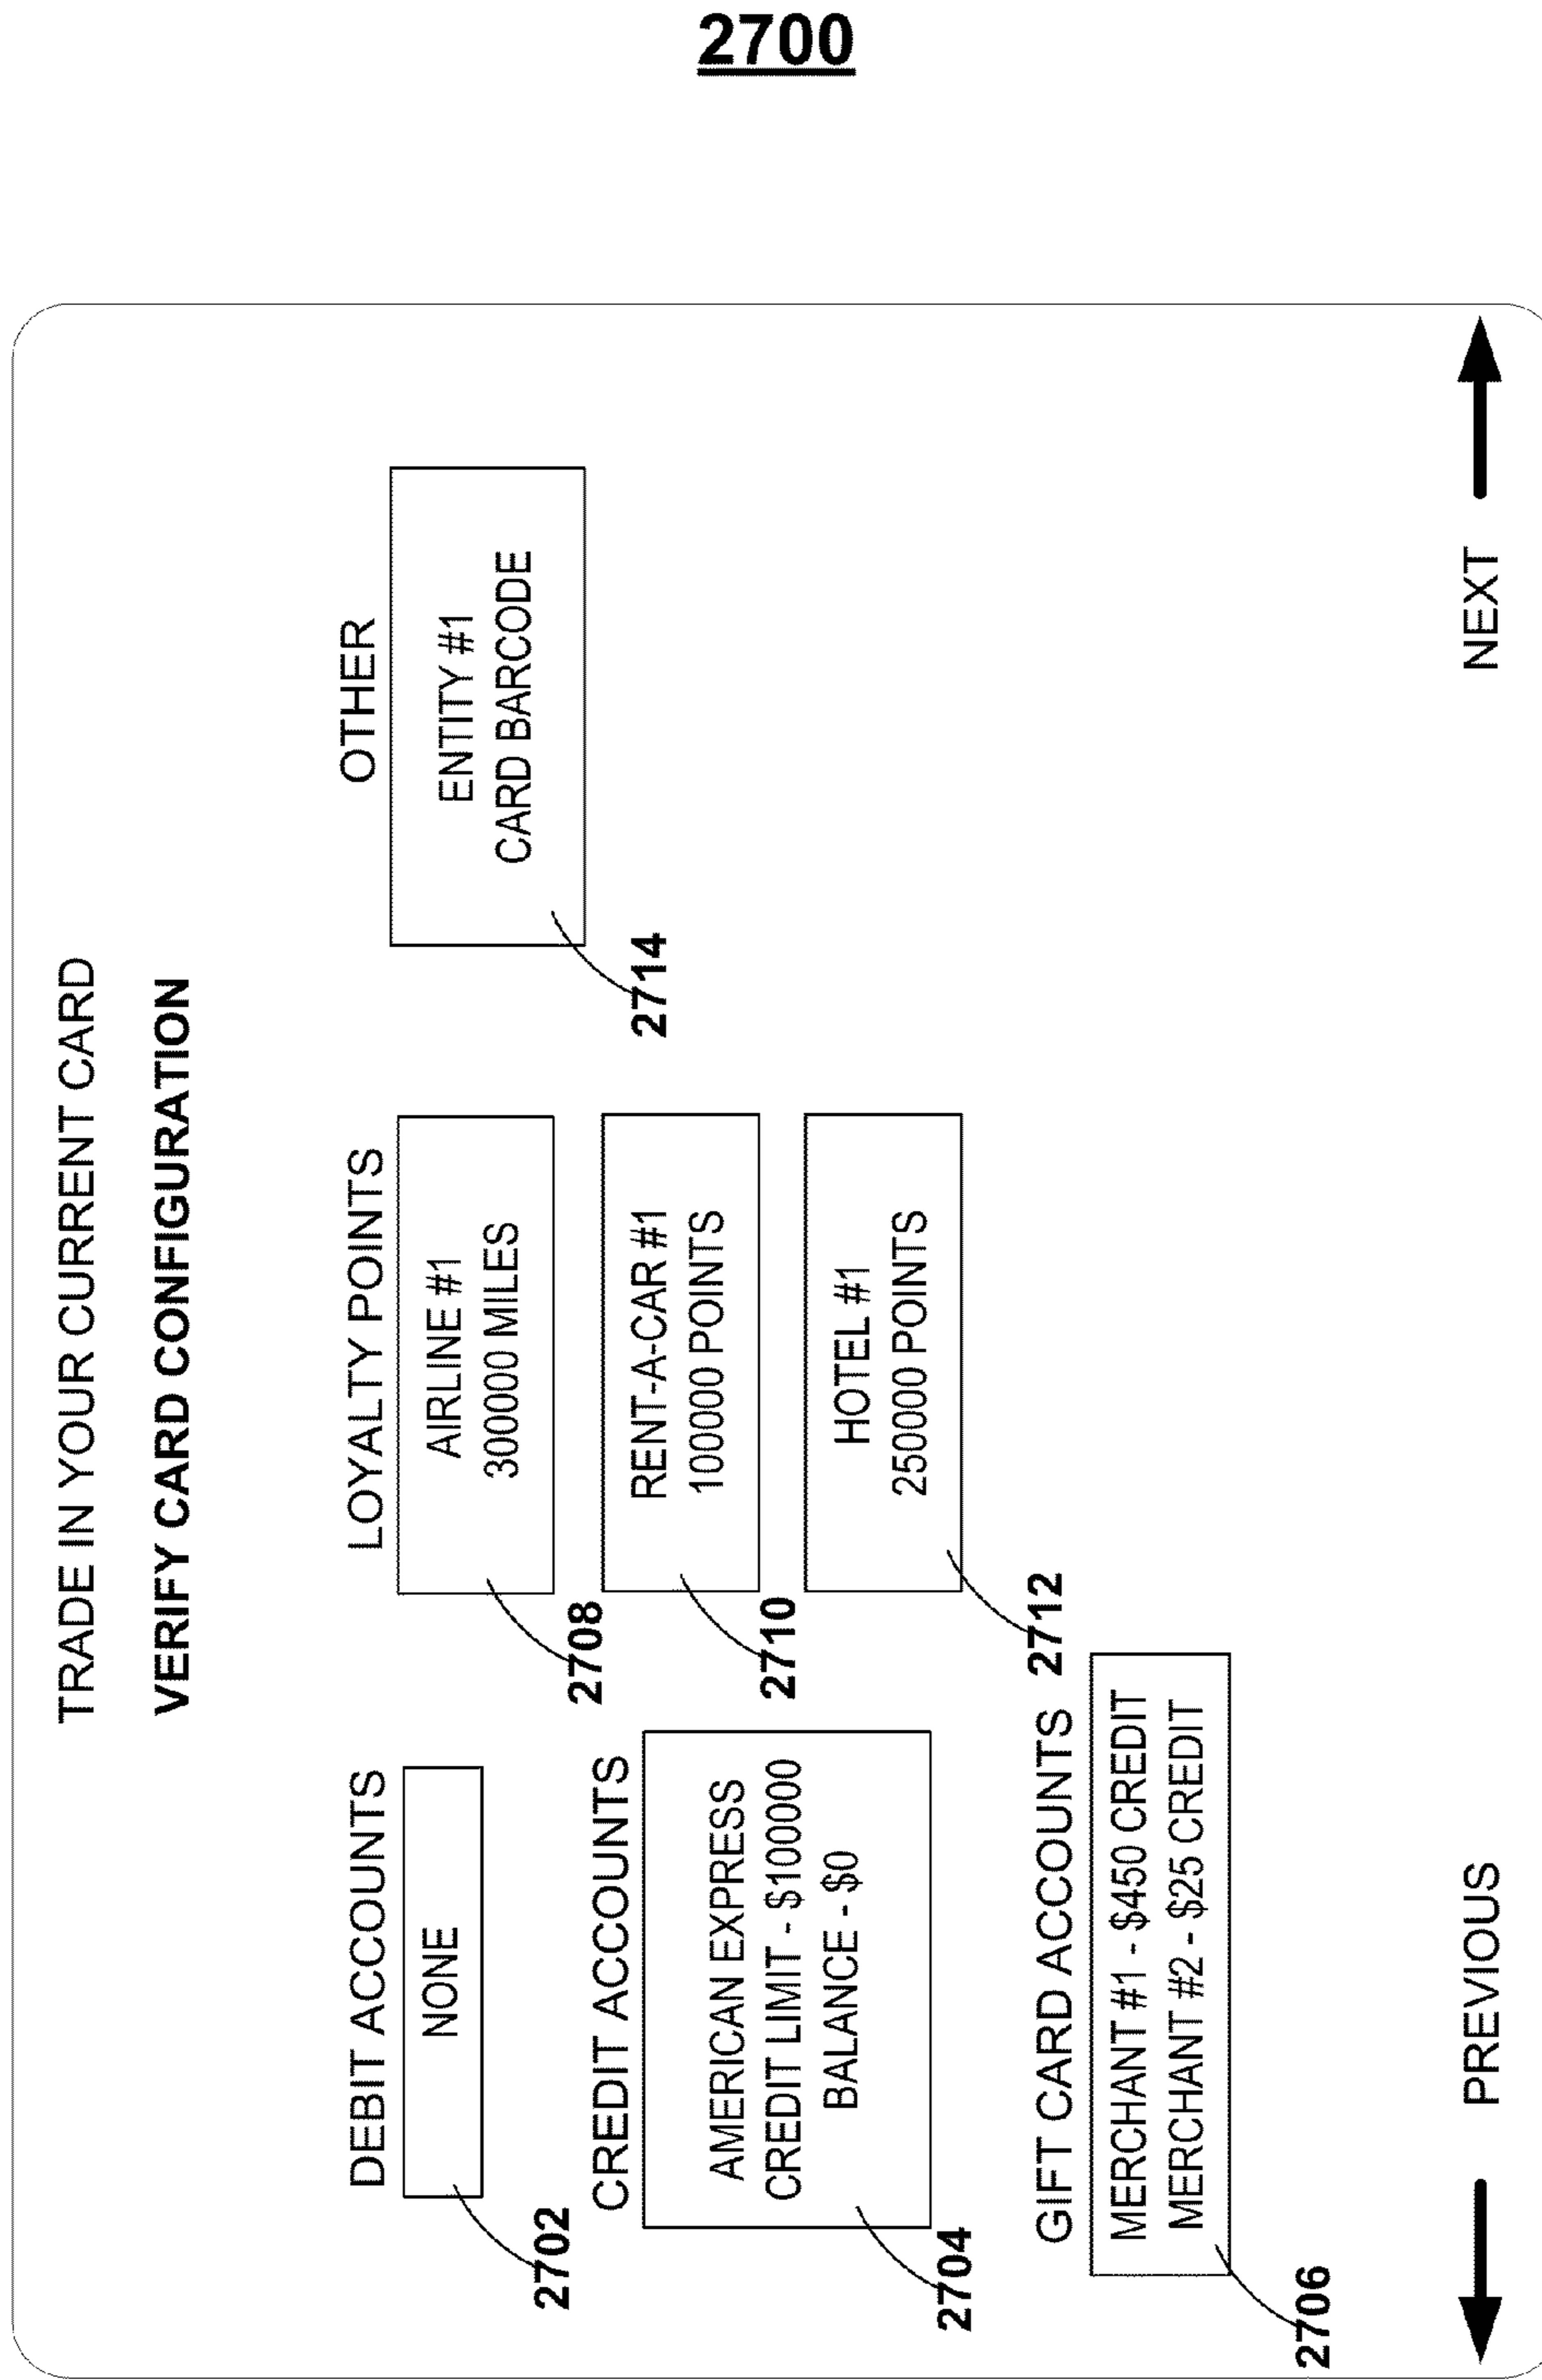 2700
TRADE IN YOUR CURRENT CARD
VERIFY CARD CONFIGURATION
DEBIT ACCOUNTS
NONE
2702
CREDIT ACCOUNTS
AMERICAN EXPRESS
CREDIT LIMIT - $100000
BALANCE - $0
2704
GIFT CARD ACCOUNTS
MERCHANT #1 - $450 CREDIT
MERCHANT #2 - $25 CREDIT
2706
LOYALTY POINTS
AIRLINE #1
300000 MILES
2708
RENT-A-CAR #1
100000 POINTS
2710
HOTEL #1
250000 POINTS
2712
OTHER
ENTITY #1
CARD BARCODE
2714
PREVIOUS
NEXT